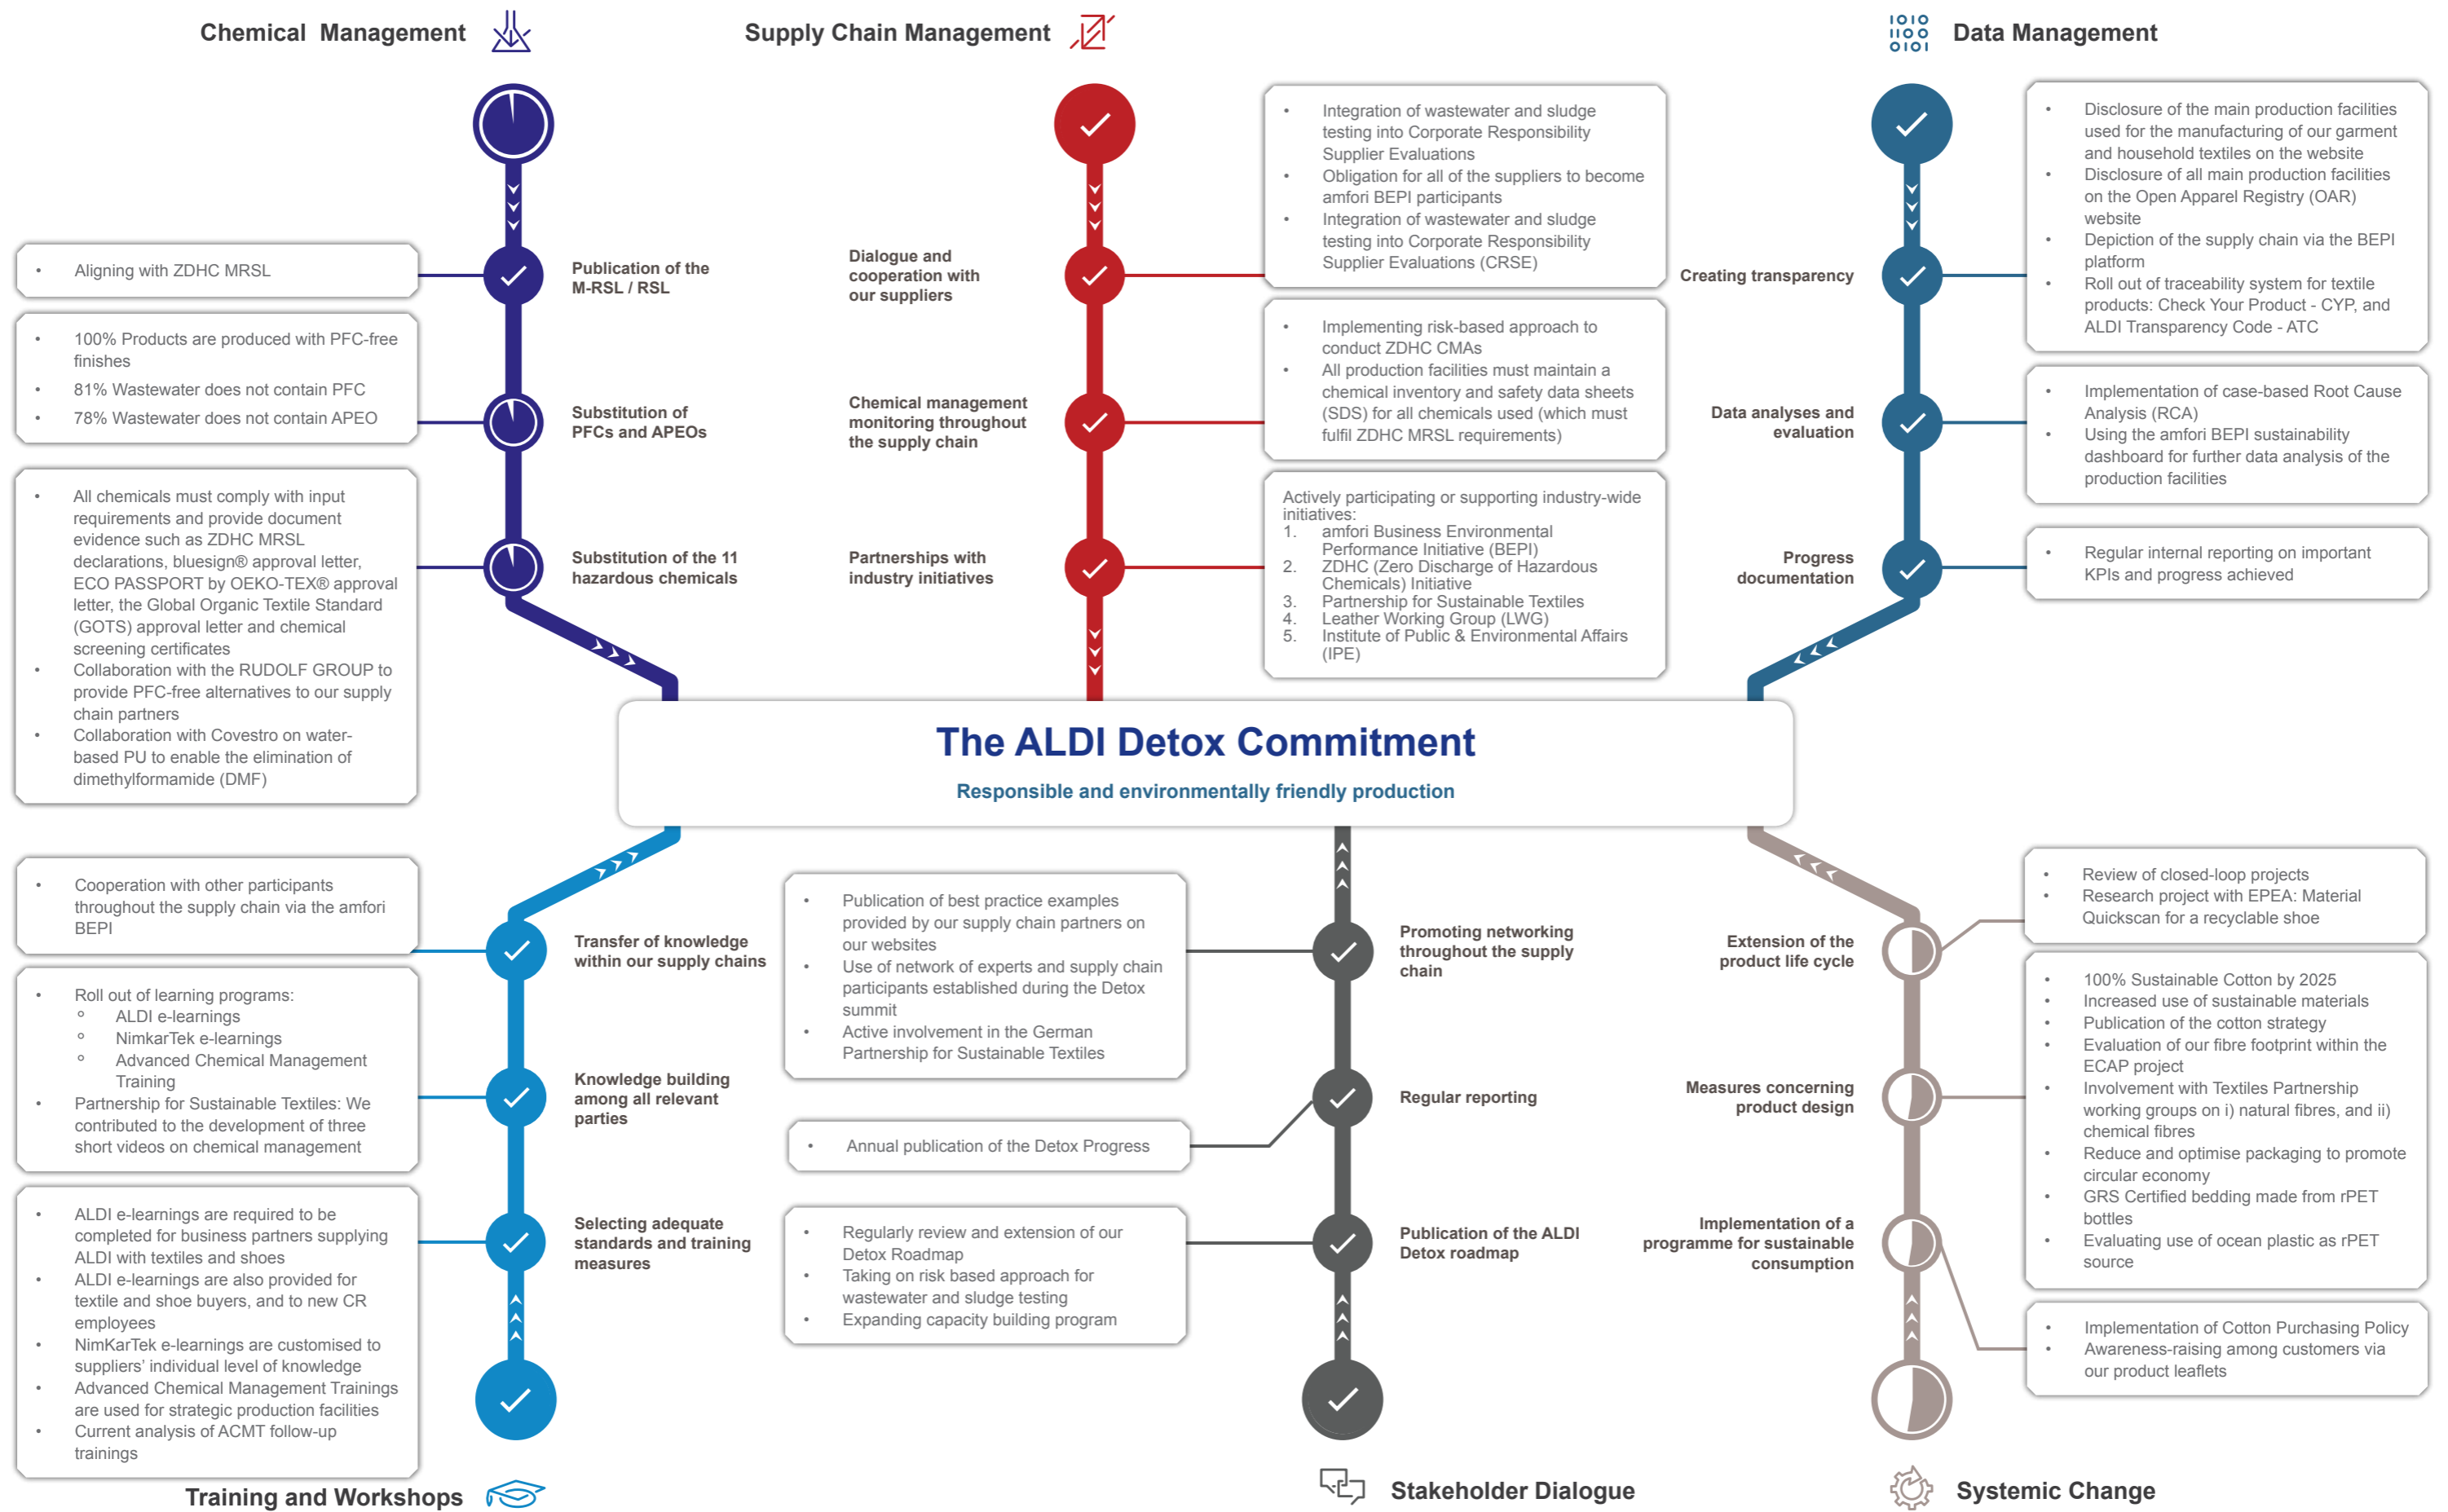 Chemical Management
Supply Chain Management
1010
1100
0101
Data Management
• Aligning with ZDHC MRSL
Publication of the
M-RSL / RSL
• 100% Products are produced with PFC-free
finishes
• 81% Wastewater does not contain PFC
• 78% Wastewater does not contain APEO
Substitution of
PFCs and APEOs
• All chemicals must comply with input
requirements and provide document
evidence such as ZDHC MRSL
declarations, bluesign® approval letter,
ECO PASSPORT by OEKO-TEX® approval
letter, the Global Organic Textile Standard
(GOTS) approval letter and chemical
screening certificates
• Collaboration with the RUDOLF GROUP to
provide PFC-free alternatives to our supply
chain partners
• Collaboration with Covestro on water-
based PU to enable the elimination of
dimethylformamide (DMF)
Substitution of the 11
hazardous chemicals
Dialogue and
cooperation with
our suppliers
• Integration of wastewater and sludge
testing into Corporate Responsibility
Supplier Evaluations
• Obligation for all of the suppliers to become
amfori BEPI participants
• Integration of wastewater and sludge
testing into Corporate Responsibility
Supplier Evaluations (CRSE)
Chemical management
monitoring throughout
the supply chain
• Implementing risk-based approach to
conduct ZDHC CMAs
• All production facilities must maintain a
chemical inventory and safety data sheets
(SDS) for all chemicals used (which must
fulfil ZDHC MRSL requirements)
Partnerships with
industry initiatives
Actively participating or supporting industry-wide
initiatives:
1. amfori Business Environmental
Performance Initiative (BEPI)
2. ZDHC (Zero Discharge of Hazardous
Chemicals) Initiative
3. Partnership for Sustainable Textiles
4. Leather Working Group (LWG)
5. Institute of Public & Environmental Affairs
(IPE)
Creating transparency
• Disclosure of the main production facilities
used for the manufacturing of our garment
and household textiles on the website
• Disclosure of all main production facilities
on the Open Apparel Registry (OAR)
website
• Depiction of the supply chain via the BEPI
platform
• Roll out of traceability system for textile
products: Check Your Product - CYP, and
ALDI Transparency Code - ATC
Data analyses and
evaluation
• Implementation of case-based Root Cause
Analysis (RCA)
• Using the amfori BEPI sustainability
dashboard for further data analysis of the
production facilities
Progress
documentation
• Regular internal reporting on important
KPIs and progress achieved
The ALDI Detox Commitment
Responsible and environmentally friendly production
• Cooperation with other participants
throughout the supply chain via the amfori
BEPI
Transfer of knowledge
within our supply chains
• Roll out of learning programs:
° ALDI e-learnings
° NimkarTek e-learnings
° Advanced Chemical Management
Training
• Partnership for Sustainable Textiles: We
contributed to the development of three
short videos on chemical management
Knowledge building
among all relevant
parties
• ALDI e-learnings are required to be
completed for business partners supplying
ALDI with textiles and shoes
• ALDI e-learnings are also provided for
textile and shoe buyers, and to new CR
employees
• NimKarTek e-learnings are customised to
suppliers' individual level of knowledge
• Advanced Chemical Management Trainings
are used for strategic production facilities
• Current analysis of ACMT follow-up
trainings
Selecting adequate
standards and training
measures
• Publication of best practice examples
provided by our supply chain partners on
our websites
• Use of network of experts and supply chain
participants established during the Detox
summit
• Active involvement in the German
Partnership for Sustainable Textiles
Promoting networking
throughout the supply
chain
• Annual publication of the Detox Progress
Regular reporting
• Regularly review and extension of our
Detox Roadmap
• Taking on risk based approach for
wastewater and sludge testing
• Expanding capacity building program
Publication of the ALDI
Detox roadmap
Extension of the
product life cycle
• Review of closed-loop projects
• Research project with EPEA: Material
Quickscan for a recyclable shoe
Measures concerning
product design
• 100% Sustainable Cotton by 2025
• Increased use of sustainable materials
• Publication of the cotton strategy
• Evaluation of our fibre footprint within the
ECAP project
• Involvement with Textiles Partnership
working groups on i) natural fibres, and ii)
chemical fibres
• Reduce and optimise packaging to promote
circular economy
• GRS Certified bedding made from rPET
bottles
• Evaluating use of ocean plastic as rPET
source
Implementation of a
programme for sustainable
consumption
• Implementation of Cotton Purchasing Policy
• Awareness-raising among customers via
our product leaflets
Training and Workshops
Stakeholder Dialogue
Systemic Change